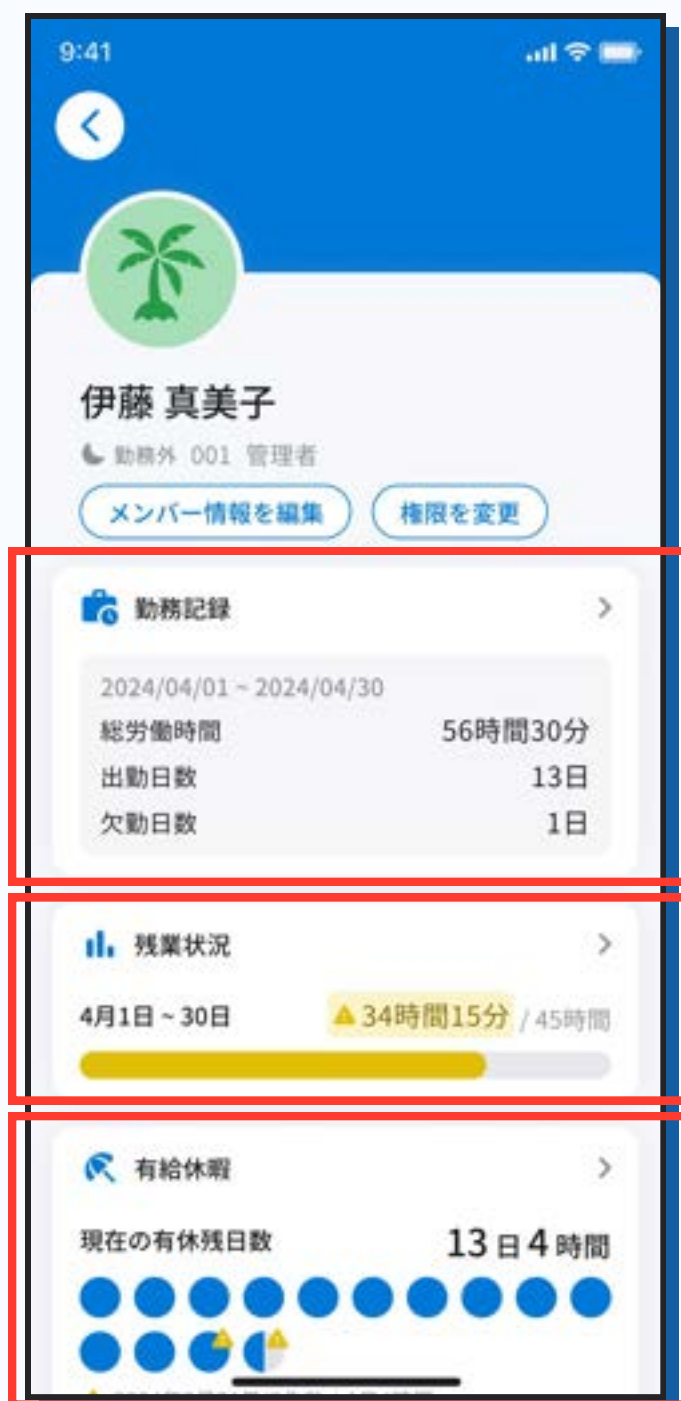 9:41
伊藤 真美子
勤務外 001 管理者
メンバー情報を編集 権限を変更
勤務記録
2024/04/01 ~ 2024/04/30
総労働時間 56時間30分
出勤日数 13日
欠勤日数 1日
残業状況
4月1日 ~ 30日 34時間15分 / 45時間
有給休暇
現在の有休残日数 13日4時間